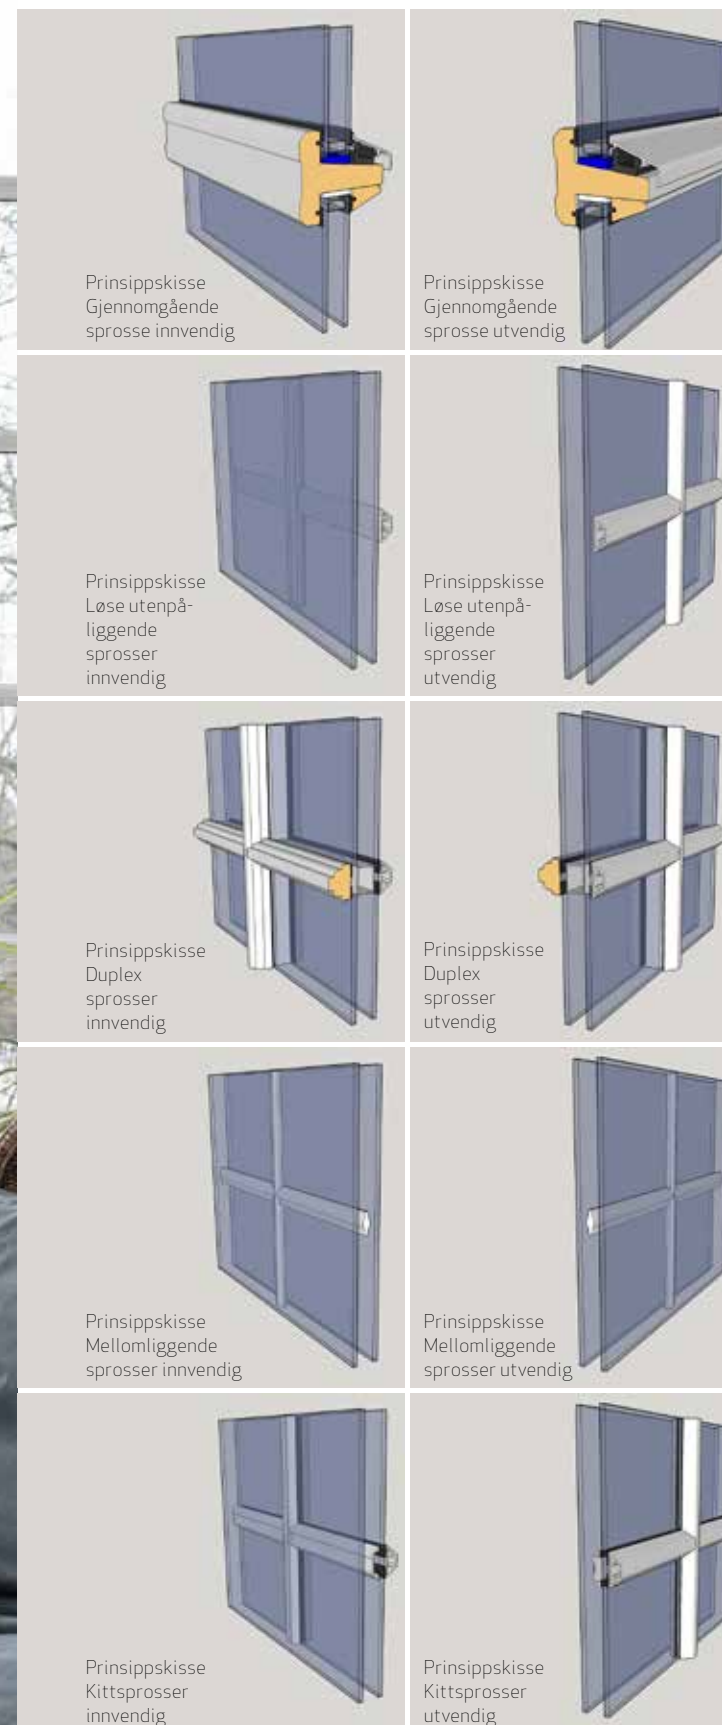 Prinsippskisse
Gjennomgående
sprosse innvendig
Prinsippskisse
Gjennomgående
sprosse utvendig
Prinsippskisse
Løse utenpå-
liggende
sprosser
innvendig
Prinsippskisse
Løse utenpå-
liggende
sprosser
utvendig
Prinsippskisse
Duplex
sprosser
innvendig
Prinsippskisse
Duplex
sprosser
utvendig
Prinsippskisse
Mellomliggende
sprosser innvendig
Prinsippskisse
Mellomliggende
sprosser utvendig
Prinsippskisse
Kittsprosser
innvendig
Prinsippskisse
Kittsprosser
utvendig